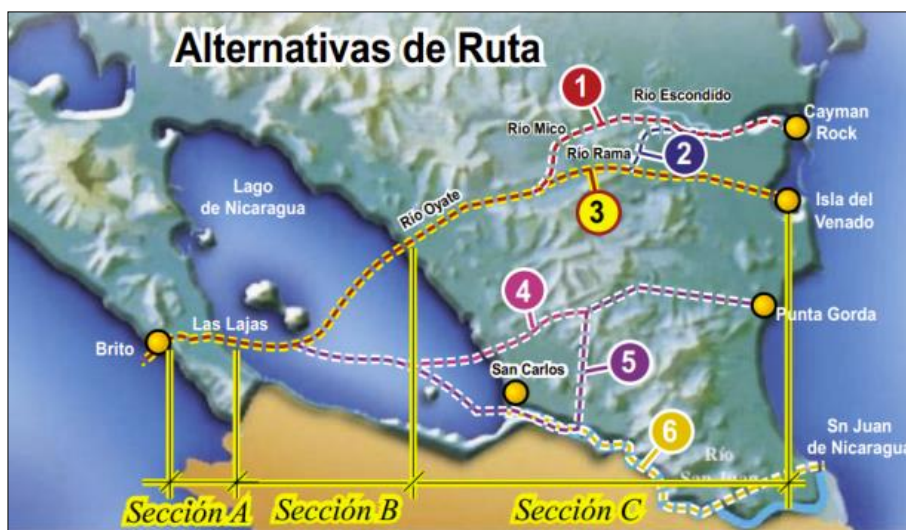 Alternativas de Ruta
1
Río Escondido
Cayman
Rock
Río Mico
Río Rama
2
Lago
de Nicaragua
Río Oyate
3
Isla del
Venado
4
Punta Gorda
Las Lajas
Brito
San Carlos
5
6
Sn Juan
de Nicaragua
Río
San Juan
Sección A
Sección B
Sección C